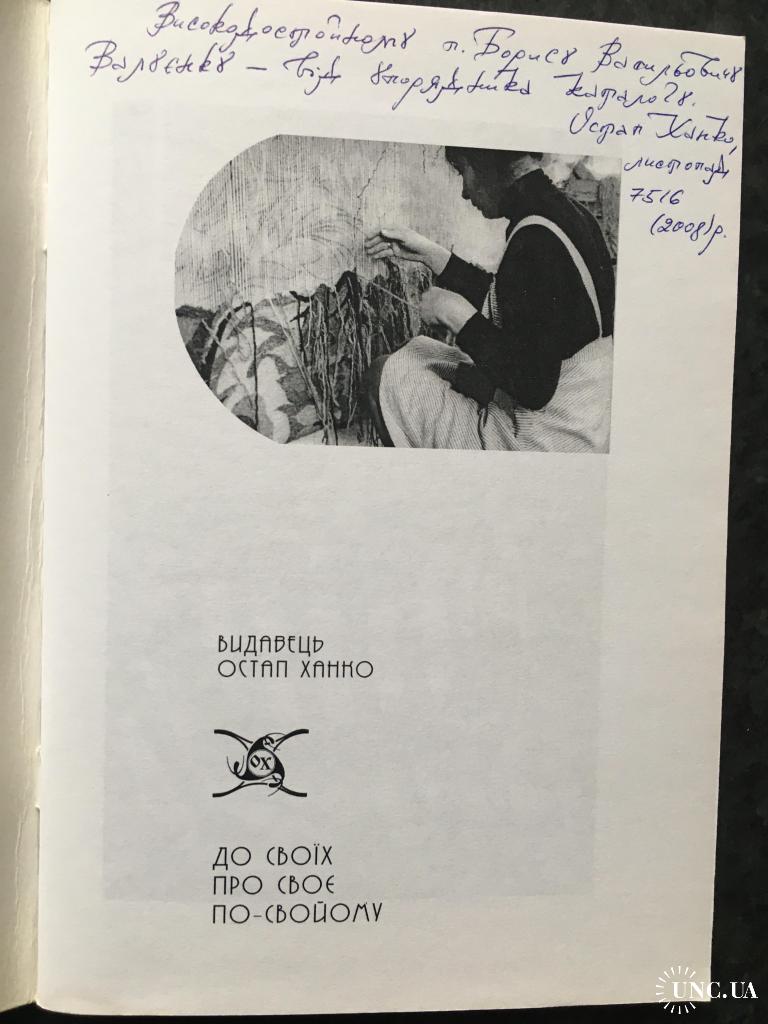 Високодостойному п. Борису Васильовичу
Валуєнку – від упорядника каталогу.
Остап Ханко,
листопад
7516
(2008)р.
ВИДАВЕЦЬ
ОСТАП ХАНКО
ОХ
ДО СВОЇХ
ПРО СВОЄ
ПО-СВОЙОМУ
UNC.UA